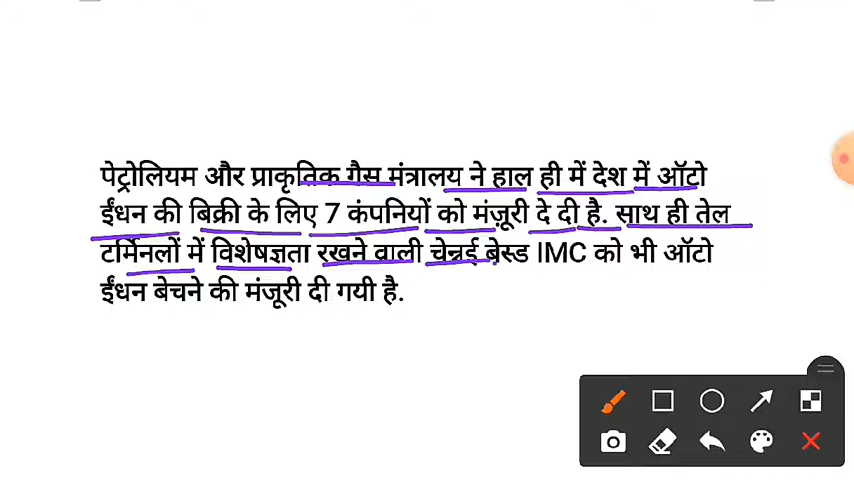 पेट्रोलियम और प्राकृतिक गैस मंत्रालय ने हाल ही में देश में ऑटो
ईंधन की बिक्री के लिए 7 कंपनियों को मंजूरी दे दी है. साथ ही तेल
टर्मिनलों में विशेषज्ञता रखने वाली चेन्नई बेस्ड IMC को भी ऑटो
ईंधन बेचने की मंजूरी दी गयी है.